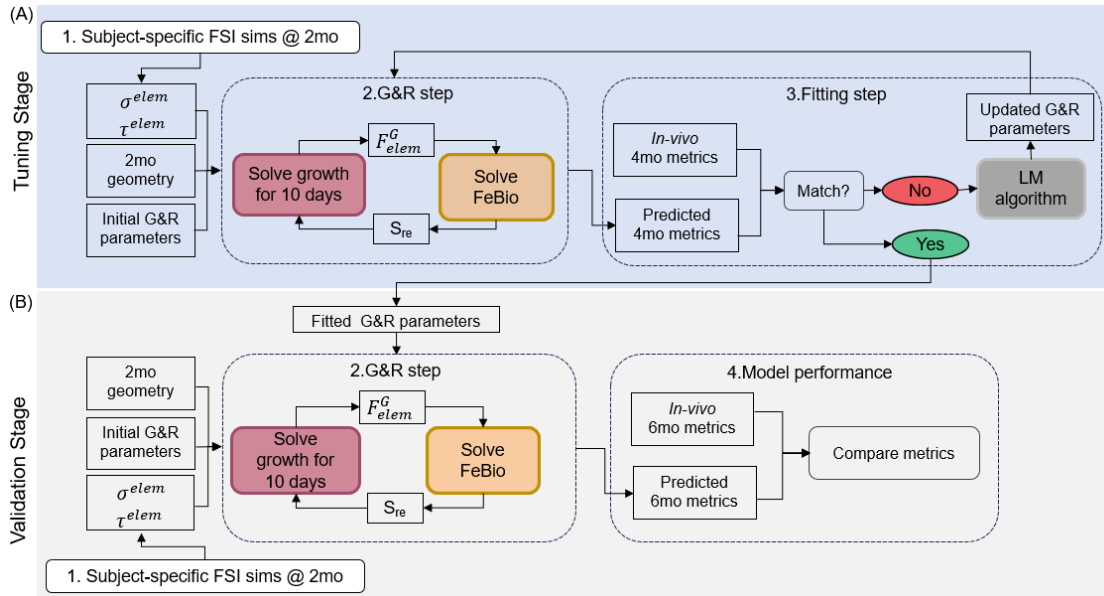 (A)
1. Subject-specific FSI sims @ 2mo
Tuning Stage
σ^elem
τ^elem
2mo
geometry
Initial G&R
parameters
2.G&R step
F^G_elem
Solve growth
for 10 days
Solve
FeBio
S_re
3.Fitting step
In-vivo
4mo metrics
Predicted
4mo metrics
Match?
No
Yes
LM
algorithm
Updated G&R
parameters
(B)
Validation Stage
Fitted G&R parameters
2mo
geometry
Initial G&R
parameters
σ^elem
τ^elem
1. Subject-specific FSI sims @ 2mo
2.G&R step
F^G_elem
Solve
growth for
10 days
Solve
FeBio
S_re
4.Model performance
In-vivo
6mo metrics
Predicted
6mo metrics
Compare metrics